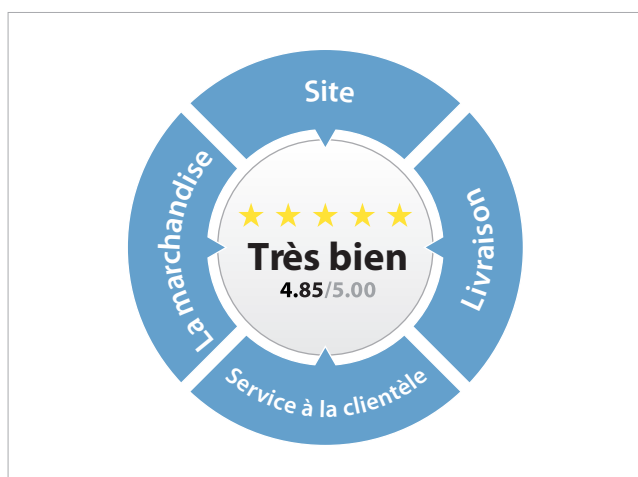 Site
La marchandise
Livraison
Très bien
4.85/5.00
Service à la clientèle